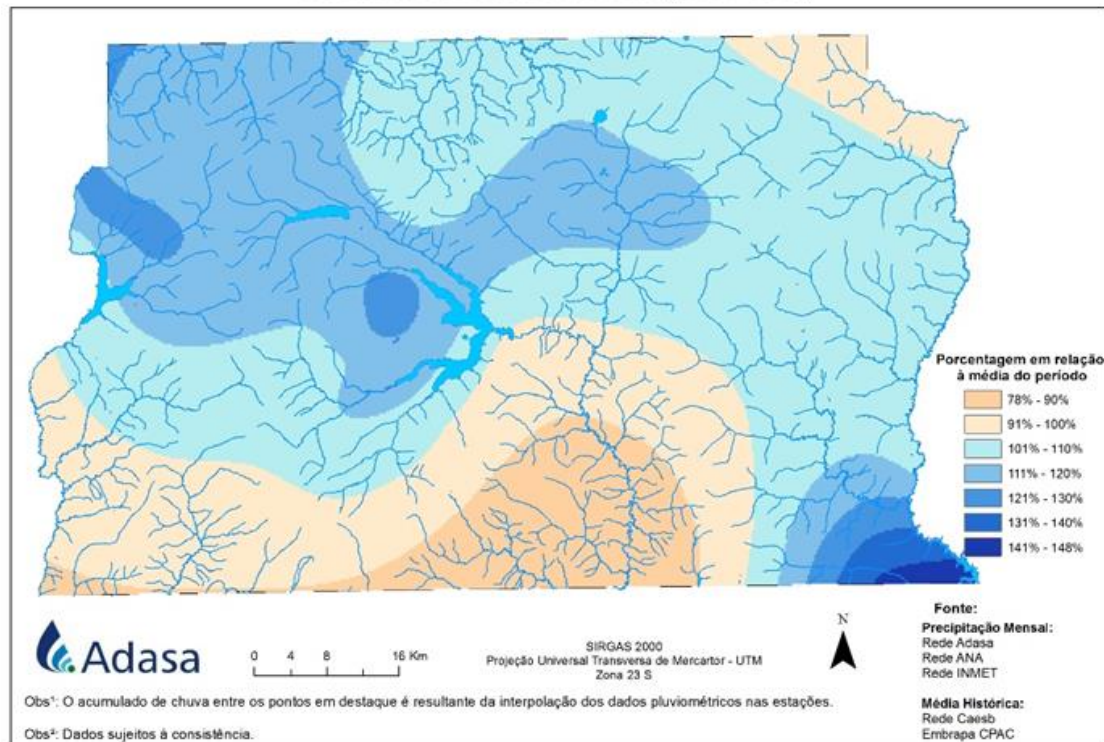 Porcentagem em relação
à média do período
78% - 90%
91% - 100%
101% - 110%
111% - 120%
121% - 130%
131% - 140%
141% - 148%
Adasa
0 4 8 16 Km
SIRGAS 2000
Projeção Universal Transversa de Mercartor - UTM
Zona 23 S
N
Fonte:
Precipitação Mensal:
Rede Adasa
Rede ANA
Rede INMET
Média Histórica:
Rede Caesb
Embrapa CPAC
Obs¹: O acumulado de chuva entre os pontos em destaque é resultante da interpolação dos dados pluviométricos nas estações.
Obs²: Dados sujeitos à consistência.